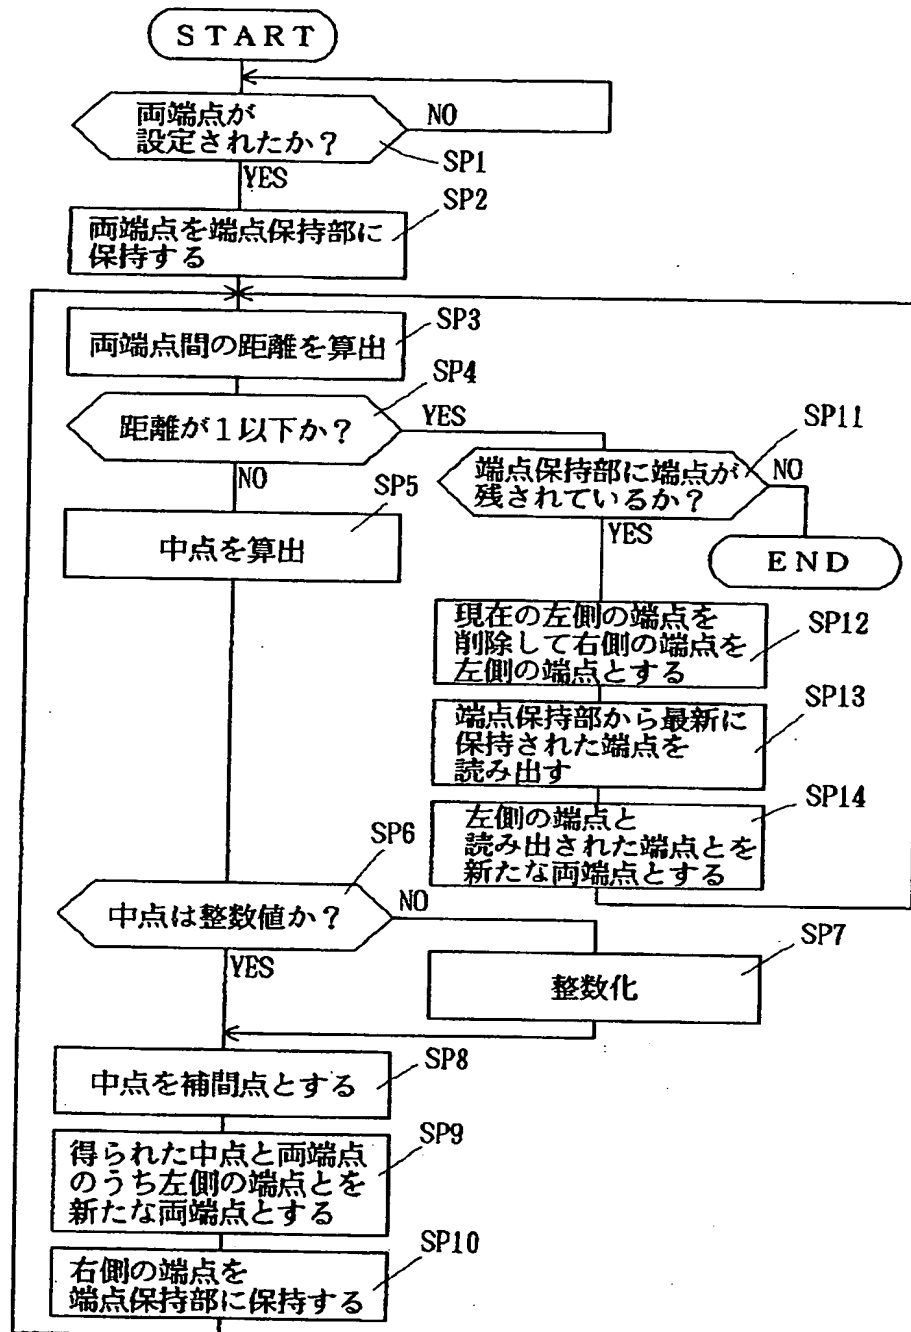 START
両端点が
設定されたか?
NO
SP1
YES
SP2
両端点を端点保持部に
保持する
SP3
両端点間の距離を算出
SP4
距離が1以下か?
YES
SP11
端点保持部に端点が
残されているか?
NO
NO
SP5
中点を算出
YES
END
現在の左側の端点を
削除して右側の端点を
左側の端点とする
SP12
端点保持部から最新に
保持された端点を
読み出す
SP13
左側の端点と
読み出された端点とを
新たな両端点とする
SP14
SP6
中点は整数値か?
NO
YES
SP7
整数化
中点を補間点とする
SP8
得られた中点と両端点
のうち左側の端点とを
新たな両端点とする
SP9
右側の端点を
端点保持部に保持する
SP10